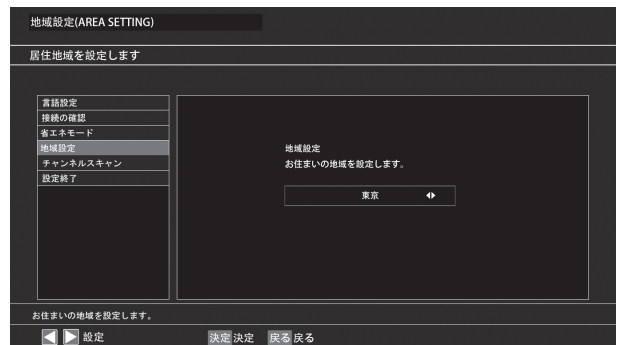 地域設定(AREA SETTING)
居住地域を設定します
言語設定
接続の確認
省エネモード
地域設定
チャンネルスキャン
設定終了
地域設定
お住まいの地域を設定します。
東京
お住まいの地域を設定します。
設定 決定 決定 戻る 戻る